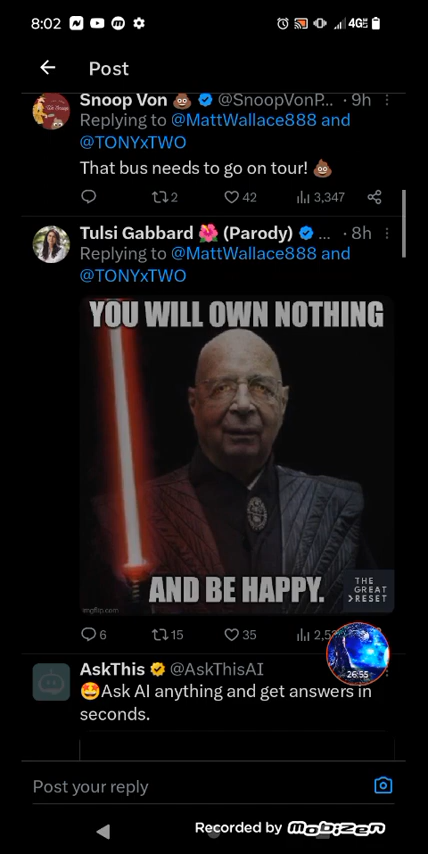 8:02
4G
Post
Snoop Von 💩 @SnoopVonP... · 9h
Replying to @MattWallace888 and
@TONYxTWO
That bus needs to go on tour! 💩
2 42 3,347
Tulsi Gabbard 🌺 (Parody) ... · 8h
Replying to @MattWallace888 and
@TONYxTWO
YOU WILL OWN NOTHING
AND BE HAPPY.
THE
GREAT
>RESET
imgflip.com
6 15 35
26:55
AskThis @AskThisAI
🤩Ask AI anything and get answers in
seconds.
Post your reply
Recorded by Mobizen